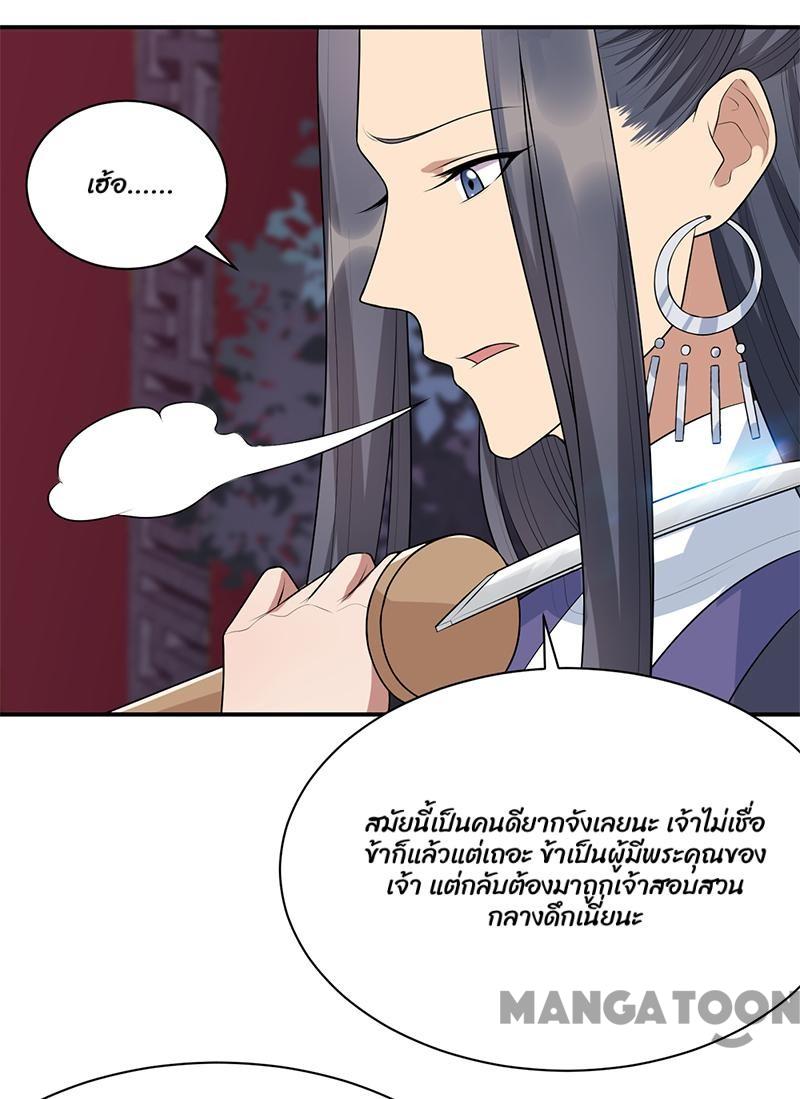 เฮ้อ......
สมัยนี้เป็นคนดียากจังเลยนะ เจ้าไม่เชื่อ
ข้าก็แล้วแต่เถอะ ข้าเป็นผู้มีพระคุณของ
เจ้า แต่กลับต้องมาถูกเจ้าสอบสวน
กลางดึกเนี่ยนะ
MANGATOON